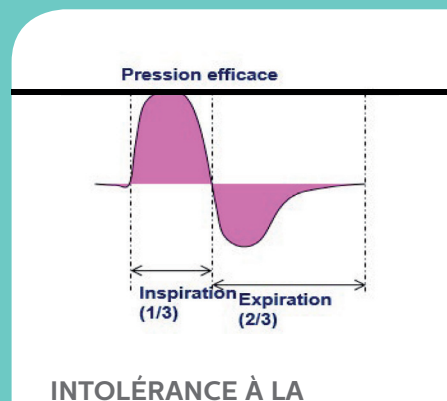 Pression efficace
Inspiration
(1/3)
Expiration
(2/3)
INTOLÉRANCE À LA